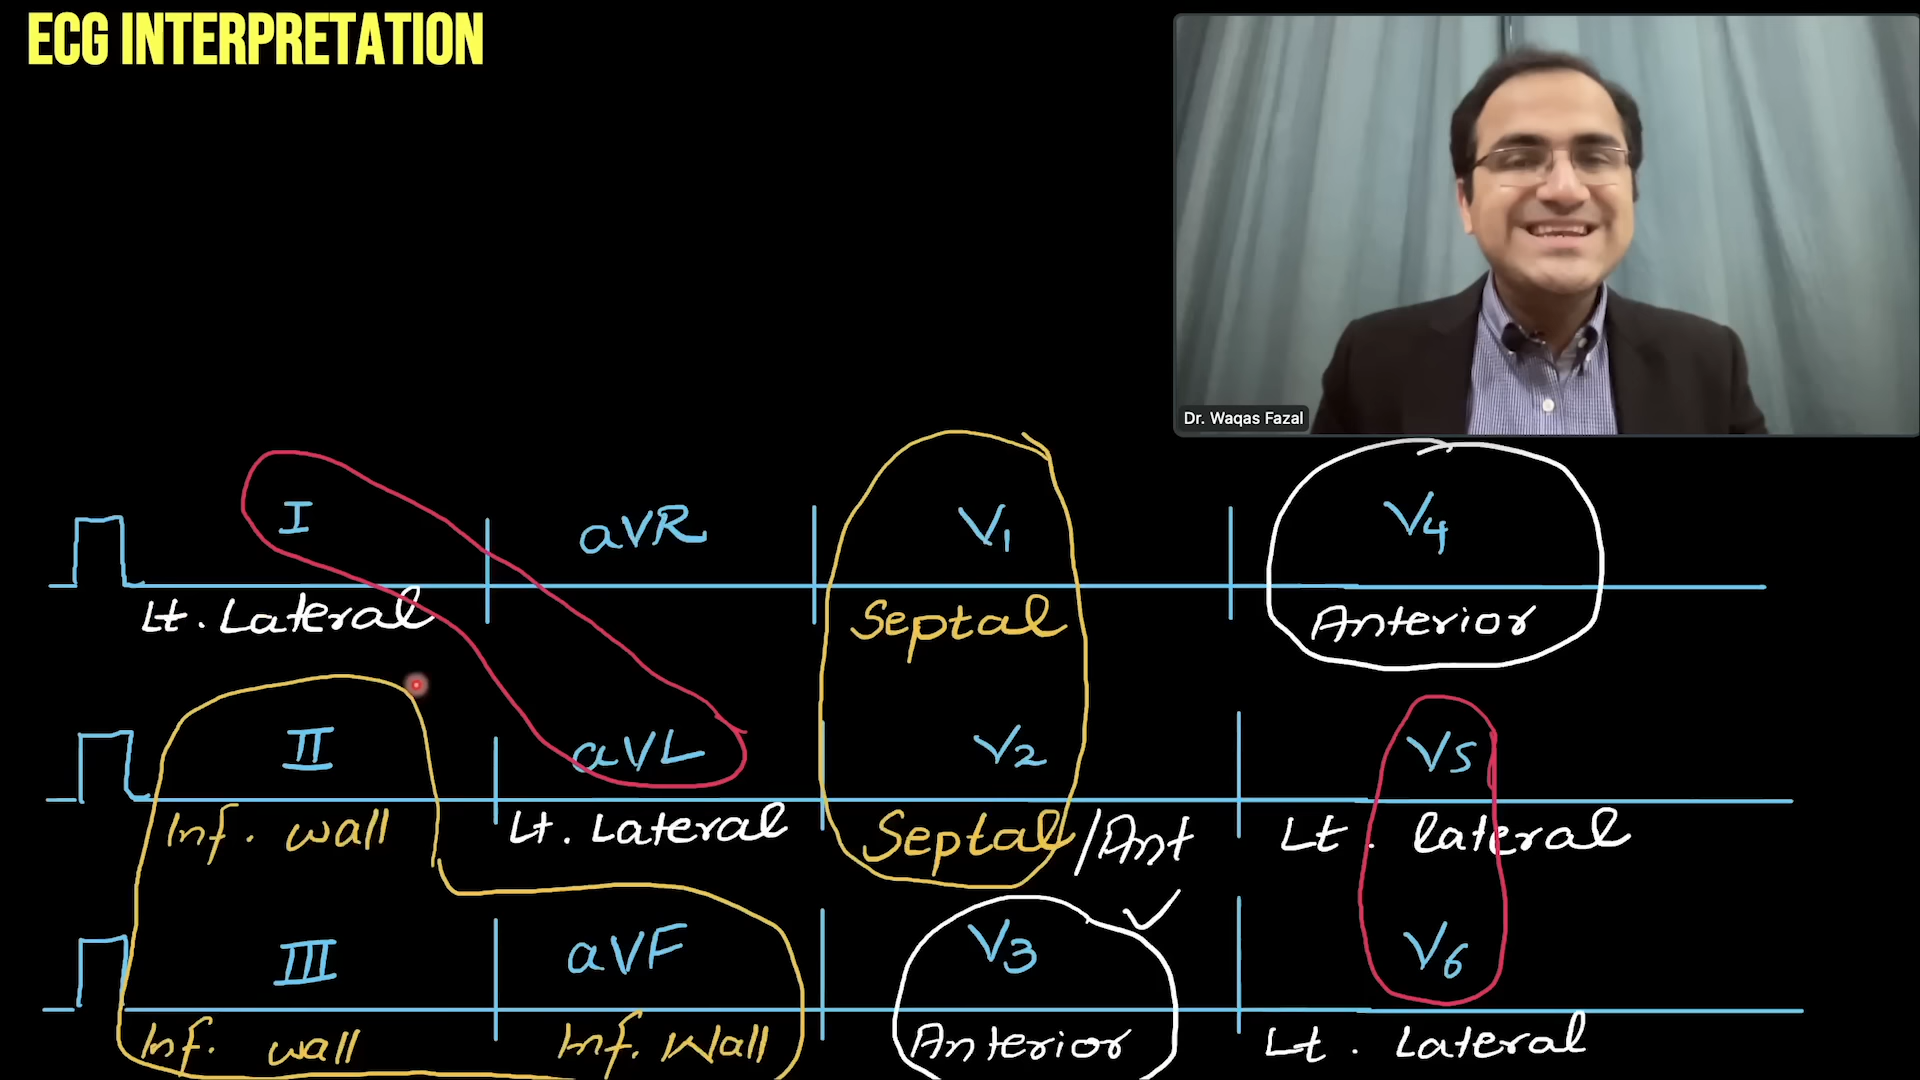 ECG INTERPRETATION
Dr. Waqas Fazal
I aVR V1 V4
Lt. Lateral Septal Anterior
II aVL V2 V5
Inf. wall Lt. Lateral Septal/Ant Lt. lateral
III aVF V3 V6
Inf. wall Inf. Wall Anterior Lt. Lateral